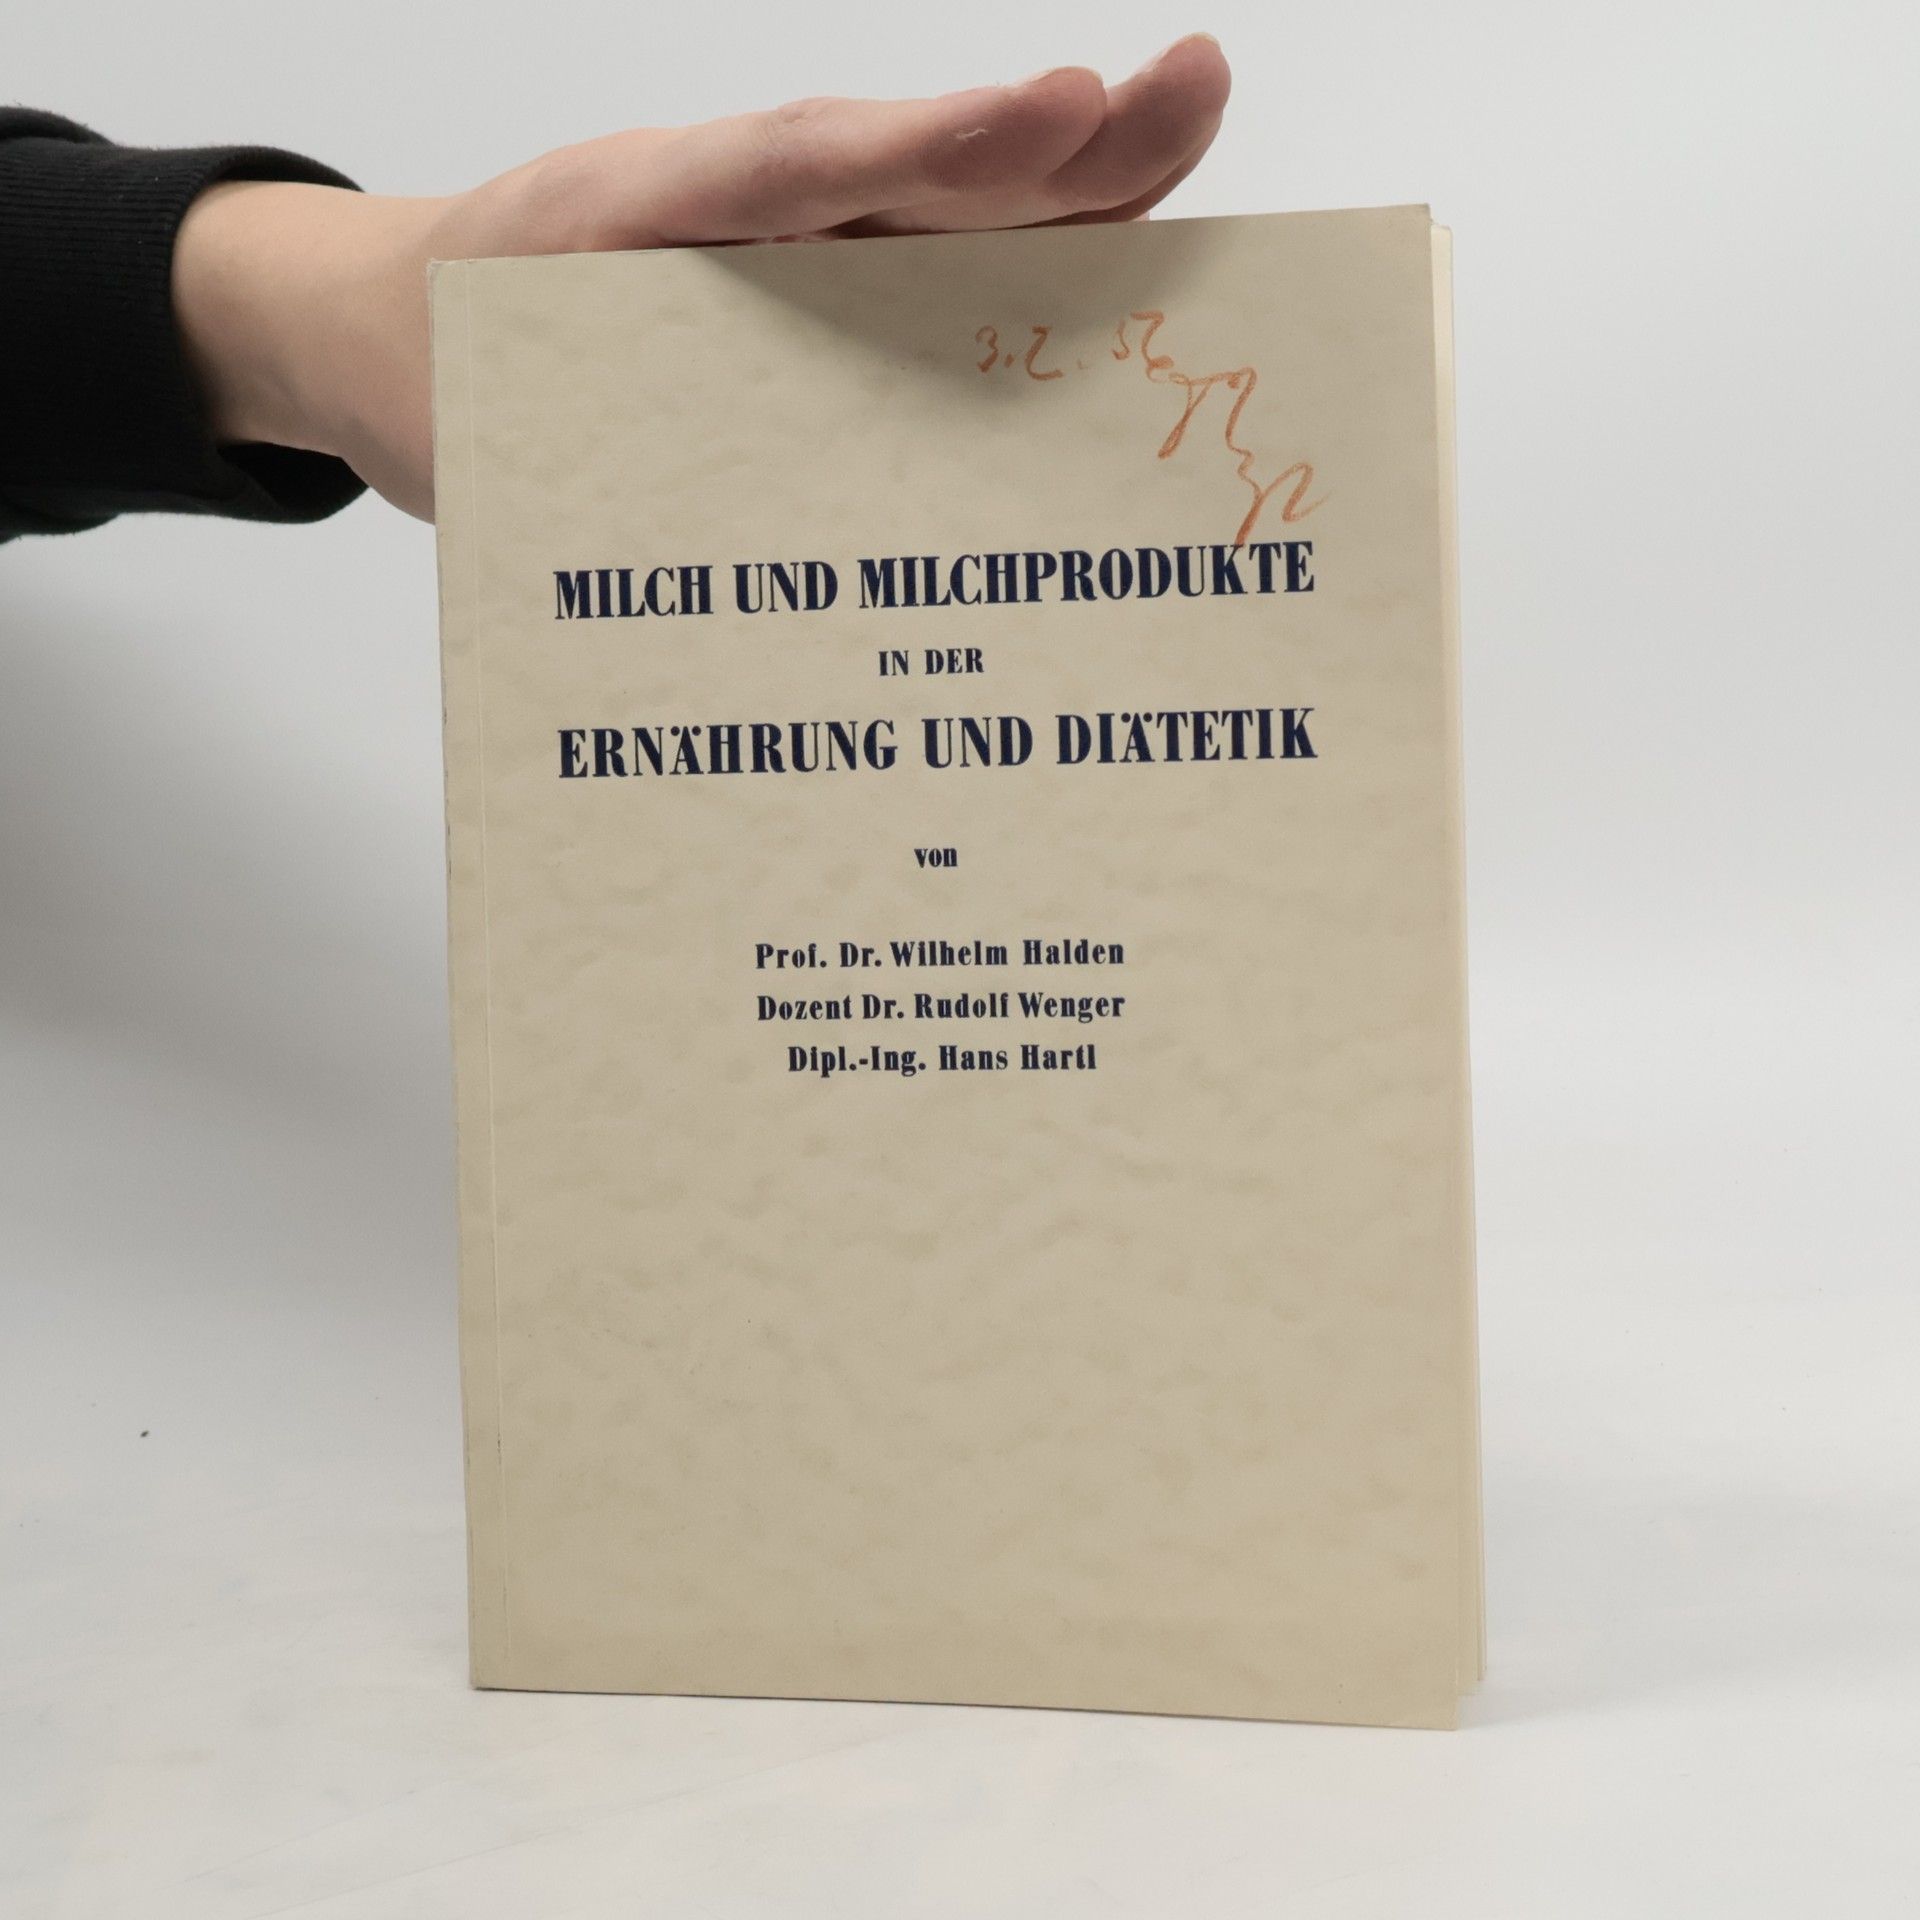 3.2.56
MILCH UND MILCHPRODUKTE
IN DER
ERNÄHRUNG UND DIÄTETIK
von
Prof. Dr. Wilhelm Halden
Dozent Dr. Rudolf Wenger
Dipl.-Ing. Hans Hartl